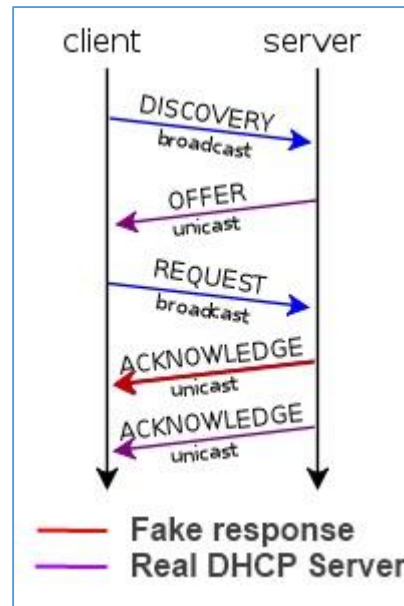 client server
DISCOVERY
broadcast
OFFER
unicast
REQUEST
broadcast
ACKNOWLEDGE
unicast
ACKNOWLEDGE
unicast
Fake response
Real DHCP Server